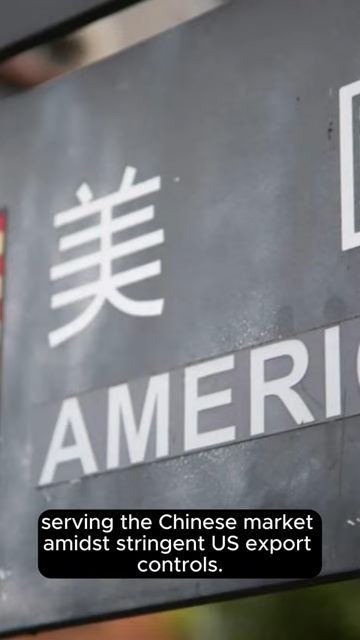 美
AMERI
serving the Chinese market
amidst stringent US export
controls.